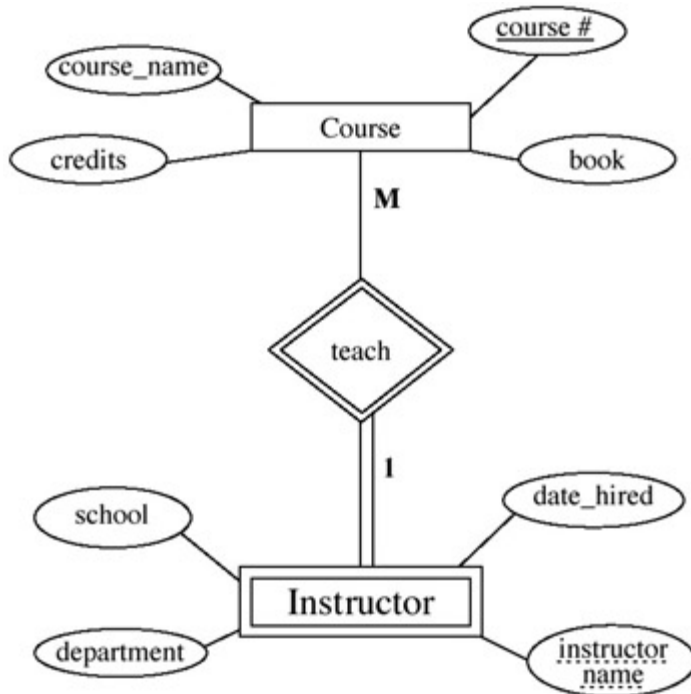 course #
course_name
Course
credits
book
M
teach
1
school
date_hired
Instructor
department
instructor
name